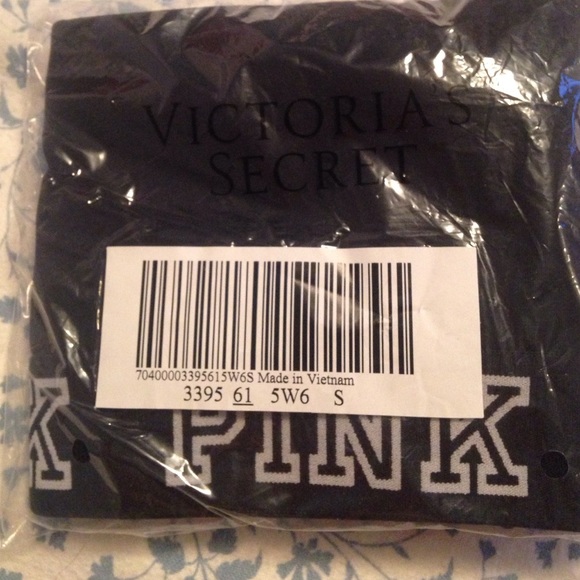 VICTORIA'S
SECRET
70400003395615W6S Made in Vietnam
3395 61 5W6 S
K PINK